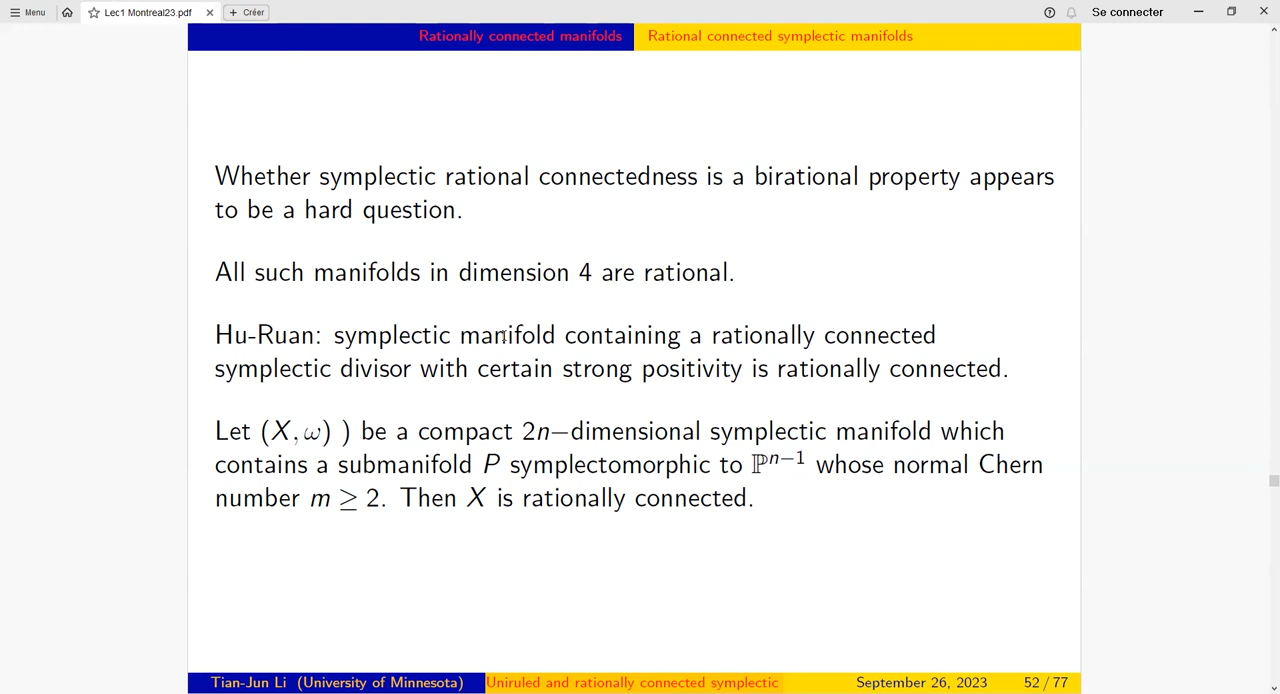 Menu
Lec1 Montreal23.pdf
Créer
Se connecter
Rationally connected manifolds Rational connected symplectic manifolds
Whether symplectic rational connectedness is a birational property appears
to be a hard question.
All such manifolds in dimension 4 are rational.
Hu-Ruan: symplectic manifold containing a rationally connected
symplectic divisor with certain strong positivity is rationally connected.
Let (X, ω) ) be a compact 2n−dimensional symplectic manifold which
contains a submanifold P symplectomorphic to ℙⁿ⁻¹ whose normal Chern
number m ≥ 2. Then X is rationally connected.
Tian-Jun Li (University of Minnesota) Uniruled and rationally connected symplectic September 26, 2023 52 / 77